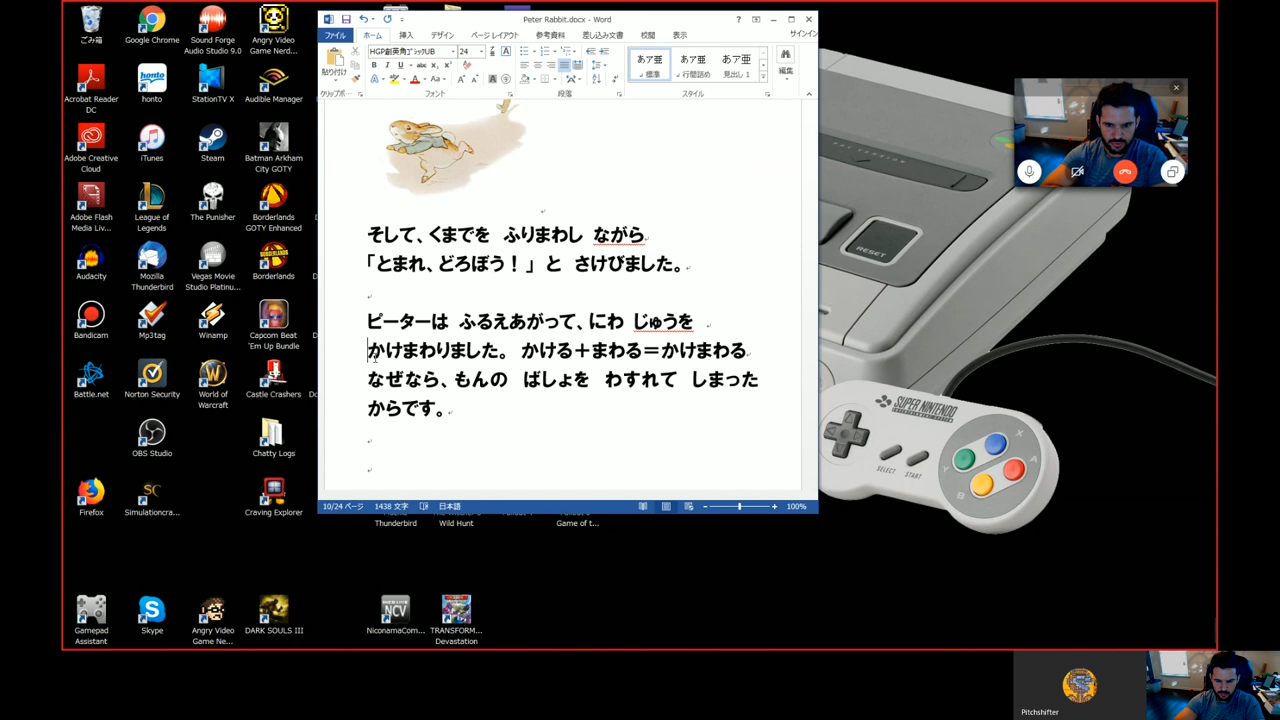 Peter Rabbit.docx - Word
サインイン
ファイル ホーム 挿入 デザイン ページ レイアウト 参考資料 差し込み文書 校閲 表示
HGP創英角ｺﾞｼｯｸUB 24
貼り付け
あア亜 あア亜 あア亜
標準 行間詰め 見出し 1
編集
フォント 段落 スタイル
そして、くまでを ふりまわし ながら
「とまれ、どろぼう！」と さけびました。
ピーターは ふるえあがって、にわ じゅうを
かけまわりました。 かける＋まわる＝かけまわる
なぜなら、もんの ばしょを わすれて しまった
からです。
10/24 ページ 1438 文字 日本語 100%
ごみ箱
Google Chrome
Sound Forge Audio Studio 9.0
Angry Video Game Nerd...
Acrobat Reader DC
honto
StationTV X
Audible Manager
Adobe Creative Cloud
iTunes
Steam
Batman Arkham City GOTY
Adobe Flash Media Liv...
League of Legends
The Punisher
Borderlands GOTY Enhanced
Audacity
Mozilla Thunderbird
Vegas Movie Studio Platinu...
Borderlands
Bandicam
Mp3tag
Winamp
Capcom Beat 'Em Up Bundle
Battle.net
Norton Security
World of Warcraft
Castle Crashers
OBS Studio
Chatty Logs
Firefox
Simulationcra...
Craving Explorer
Thunderbird
Wild Hunt
Game of t...
Gamepad Assistant
Skype
Angry Video Game Ne...
DARK SOULS III
NiconamaCom...
TRANSFORM... Devastation
RESET
SUPER NINTENDO
SELECT START
X
Y
A
B
Pitchshifter